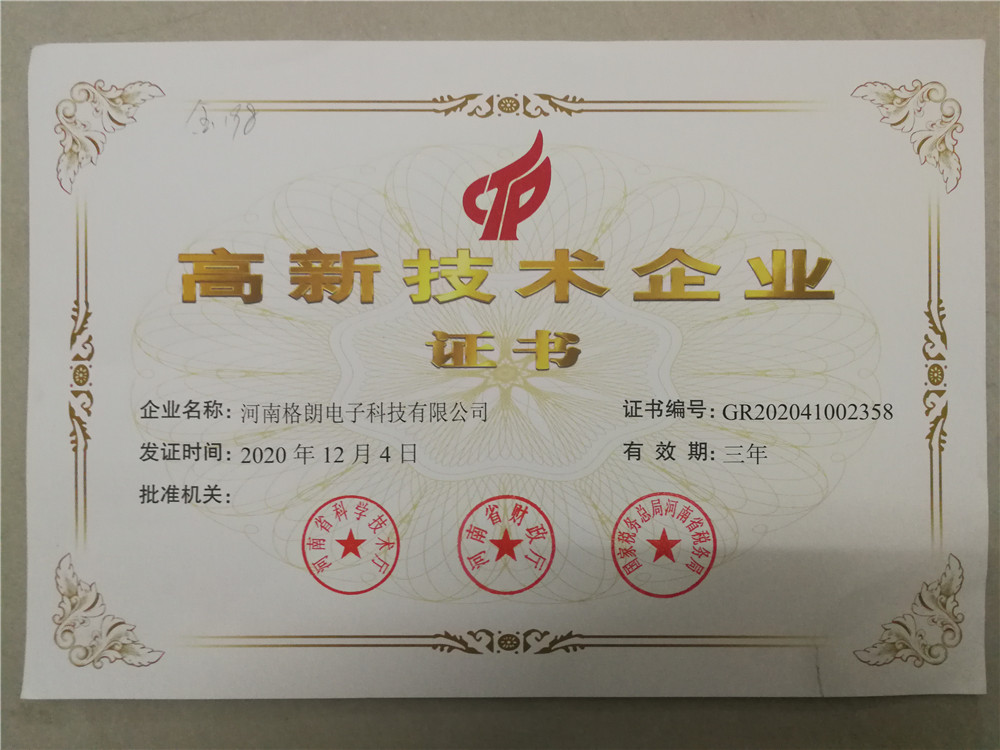 CTP
高新技术企业
证书
企业名称：河南格朗电子科技有限公司
证书编号：GR202041002358
发证时间：2020 年 12 月 4 日
有 效 期：三年
批准机关：
河南省科学技术厅
河南省财政厅
国家税务总局河南省税务局